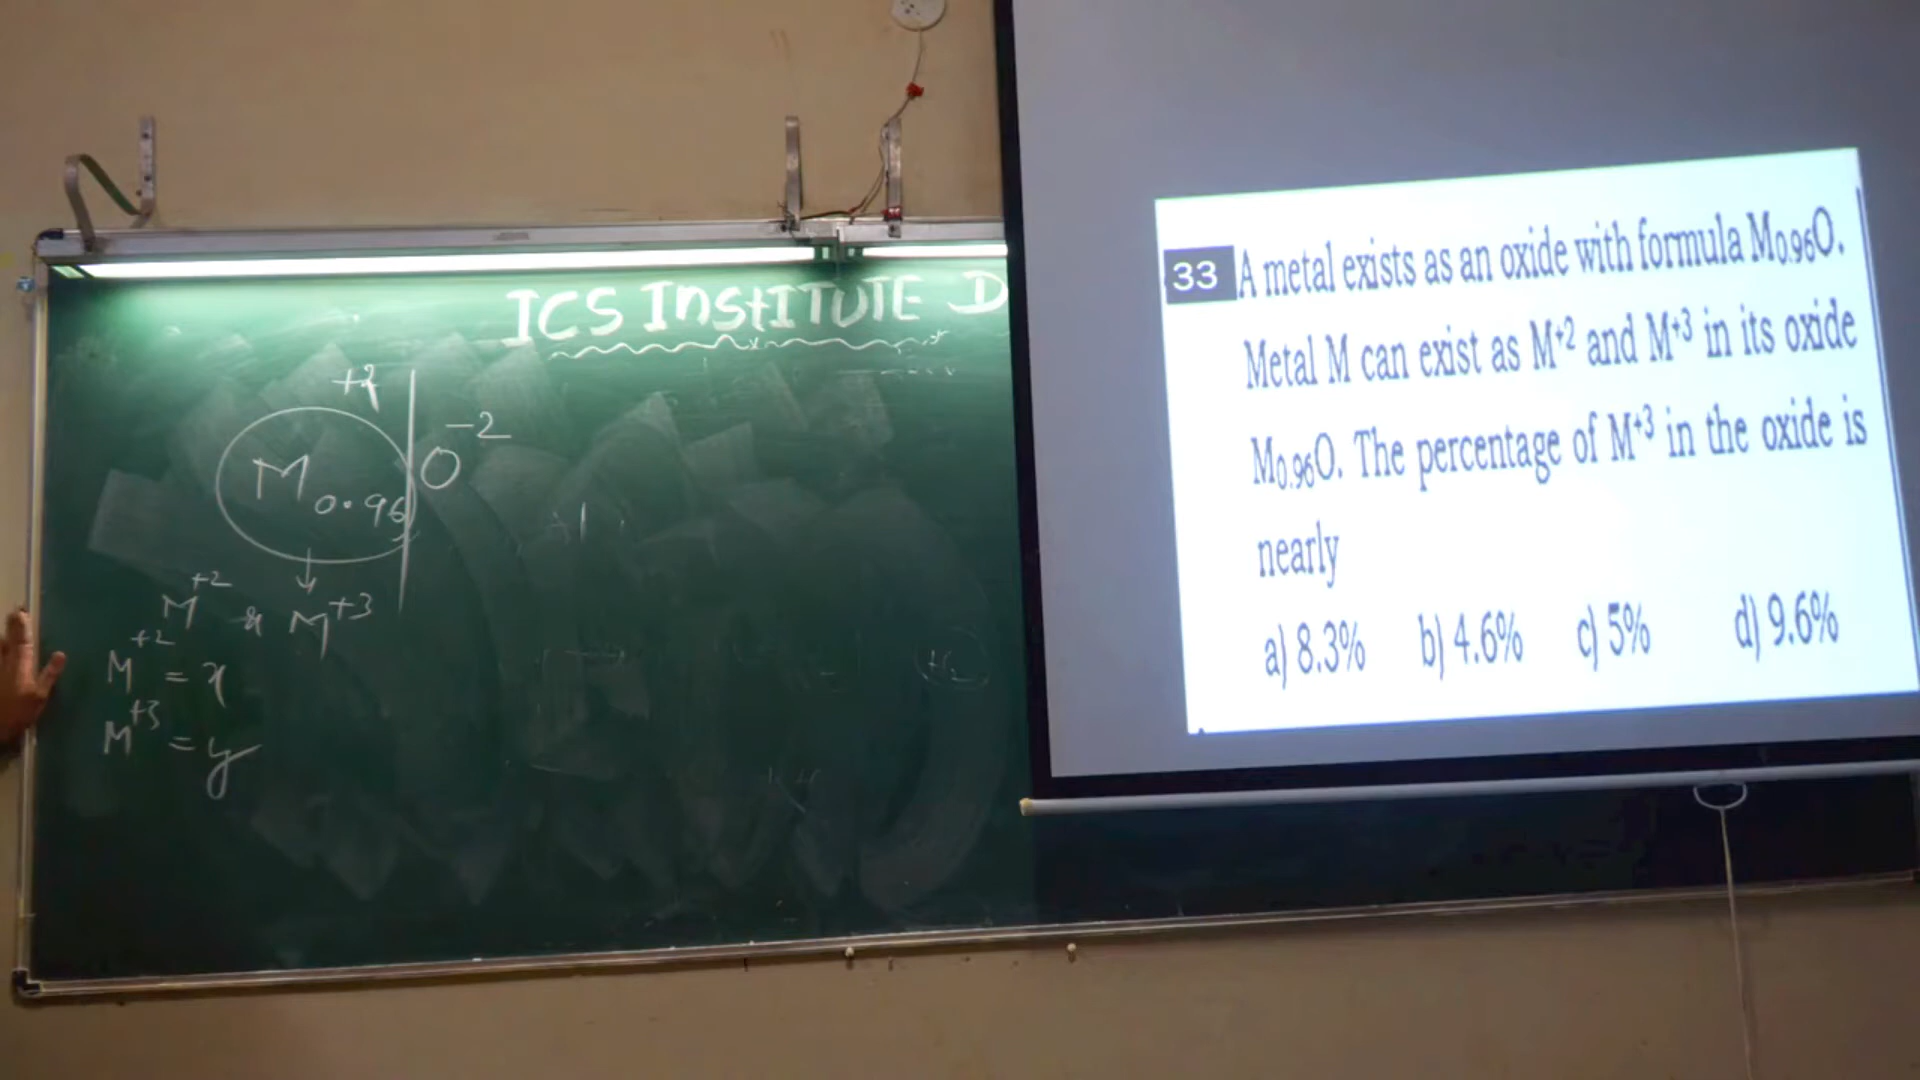 ICS InstITUTE D
+2
M0.96 O-2
M+2 & M+3
M+2 = x
M+3 = y
33 A metal exists as an oxide with formula M0.96O.
Metal M can exist as M+2 and M+3 in its oxide
M0.96O. The percentage of M+3 in the oxide is
nearly
a) 8.3% b) 4.6% c) 5% d) 9.6%